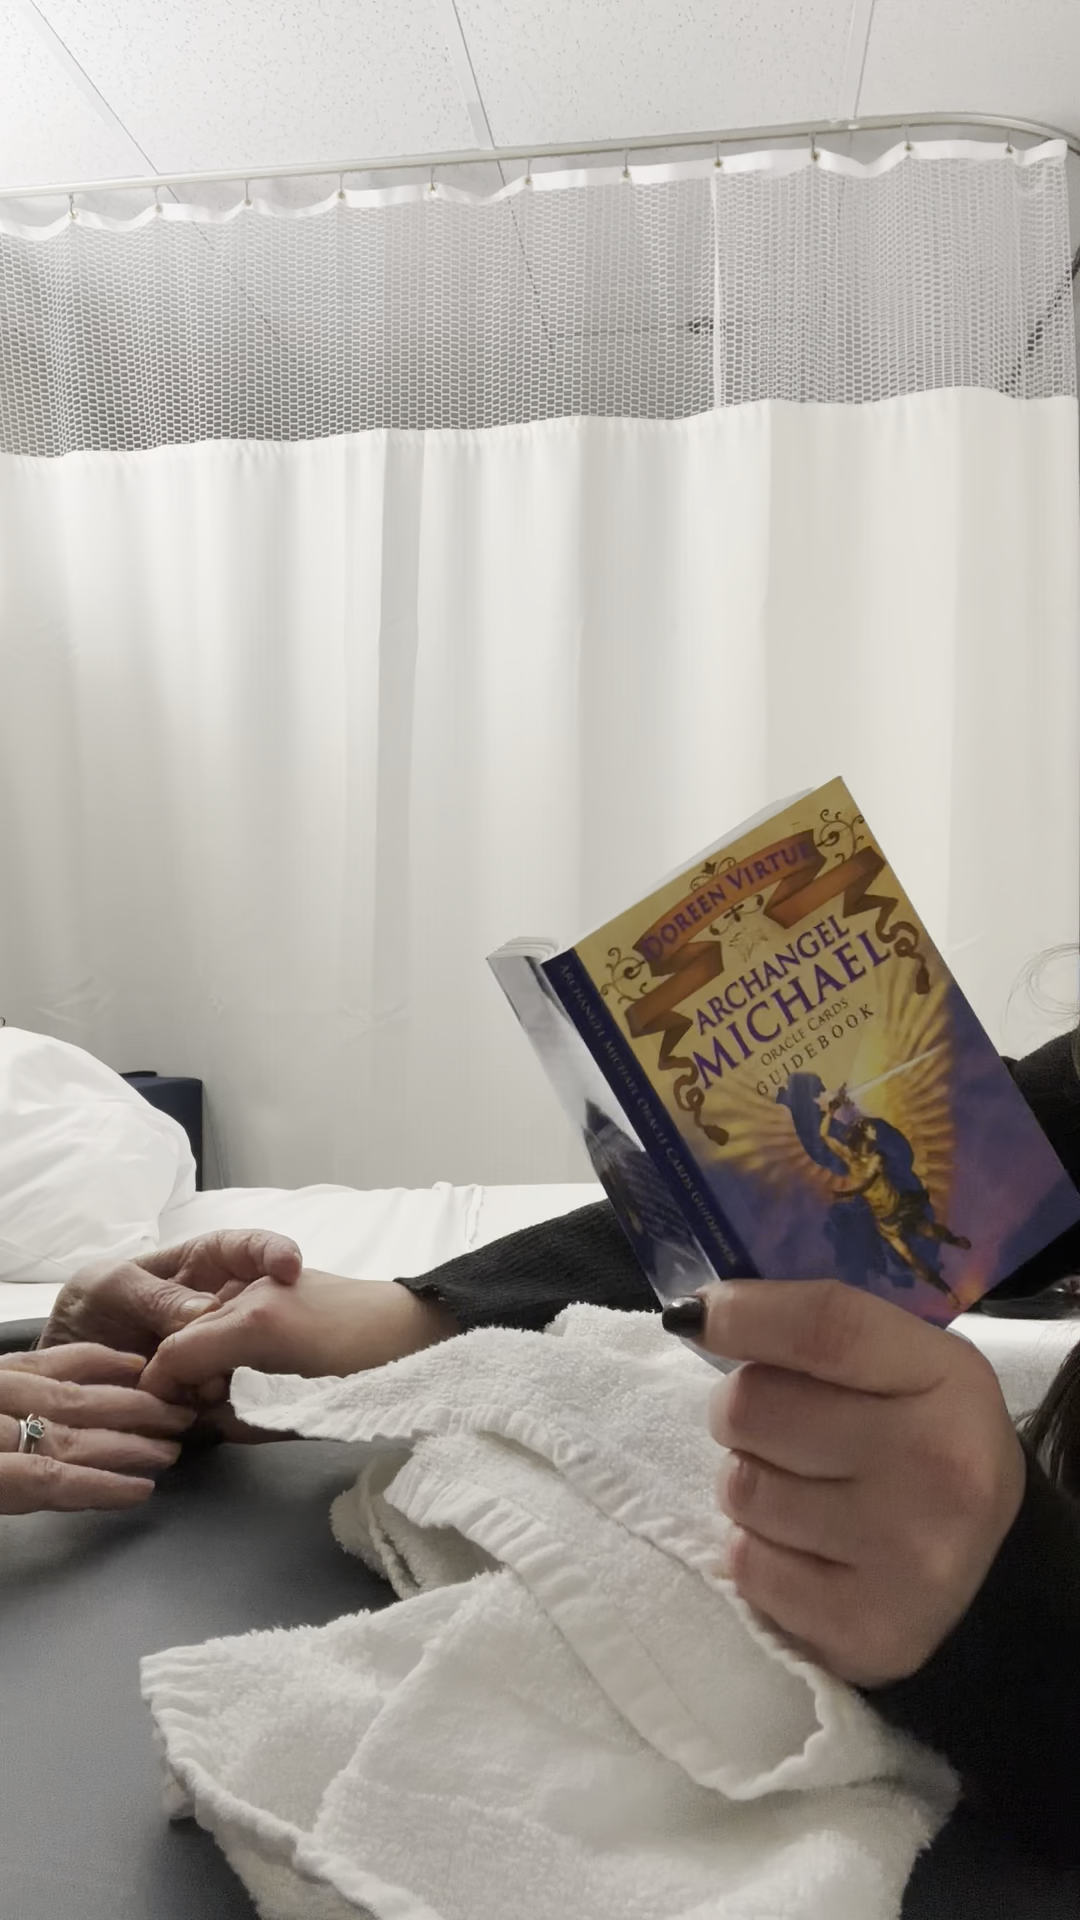 DOREEN VIRTUE
ARCHANGEL
MICHAEL
ORACLE CARDS
GUIDEBOOK
ARCHANGEL MICHAEL ORACLE CARDS GUIDEBOOK